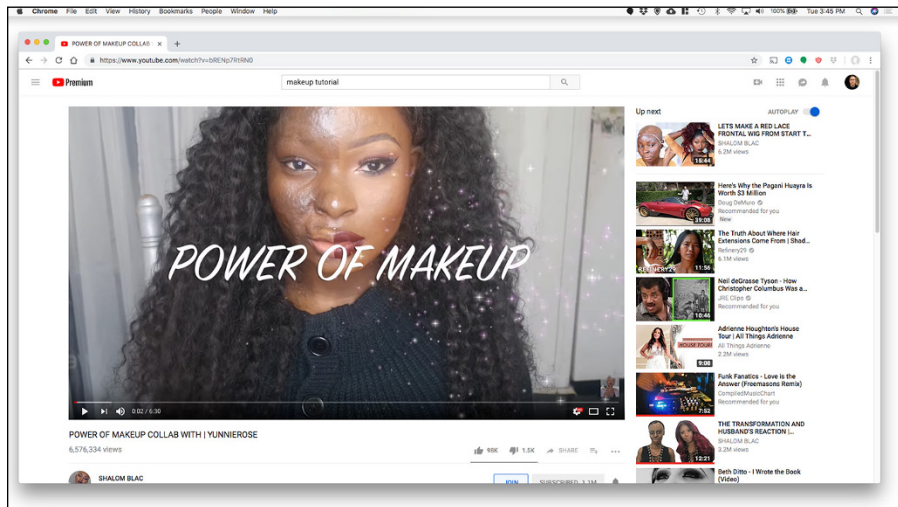 Chrome File Edit View History Bookmarks People Window Help
100% Tue 3:45 PM
POWER OF MAKEUP COLLAB
https://www.youtube.com/watch?v=bRENp7RtRN0
Premium
makeup tutorial
POWER OF MAKEUP
0:02 / 6:30
POWER OF MAKEUP COLLAB WITH | YUNNIEROSE
6,576,334 views
98K 1.5K SHARE
SHALOM BLAC
JOIN SUBSCRIBED 1.1M
Up next AUTOPLAY
LETS MAKE A RED LACE
FRONTAL WIG FROM START T...
SHALOM BLAC
6.2M views
15:44
Here's Why the Pagani Huayra Is
Worth $3 Million
Doug DeMuro
Recommended for you
New
39:08
The Truth About Where Hair
Extensions Come From | Shad...
Refinery29
6.1M views
REFINERY29
11:56
Neil deGrasse Tyson - How
Christopher Columbus Was a...
JRE Clips
Recommended for you
10:46
Adrienne Houghten's House
Tour | All Things Adrienne
All Things Adrienne
2.2M views
HOUSE TOUR!
9:08
Funk Fanatics - Love is the
Answer (Freemasons Remix)
CompiledMusicChart
Recommended for you
7:52
THE TRANSFORMATION AND
HUSBAND'S REACTION |...
SHALOM BLAC
3.2M views
12:21
Beth Ditto - I Wrote the Book
(Video)